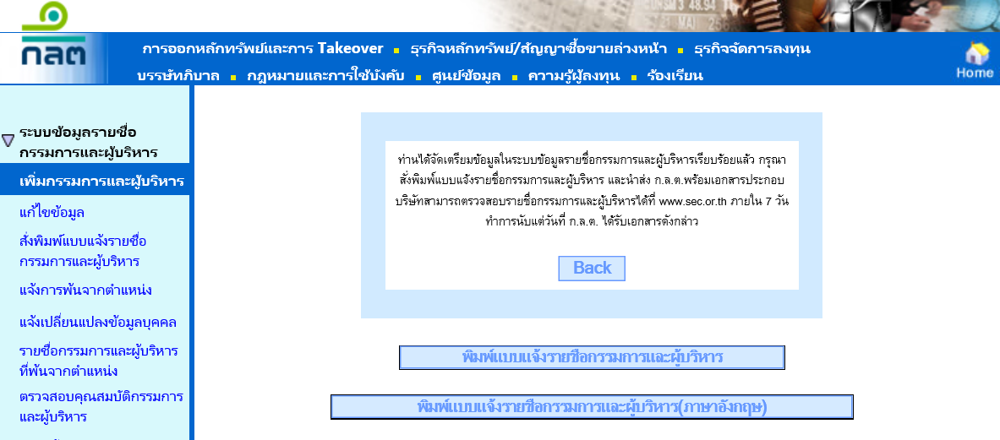 กลต
การออกหลักทรัพย์และการ Takeover ธุรกิจหลักทรัพย์/สัญญาซื้อขายล่วงหน้า ธุรกิจจัดการลงทุน
บรรษัทภิบาล กฎหมายและการใช้บังคับ ศูนย์ข้อมูล ความรู้ผู้ลงทุน ร้องเรียน
Home
ระบบข้อมูลรายชื่อ
กรรมการและผู้บริหาร
เพิ่มกรรมการและผู้บริหาร
แก้ไขข้อมูล
สั่งพิมพ์แบบแจ้งรายชื่อ
กรรมการและผู้บริหาร
แจ้งการพ้นจากตำแหน่ง
แจ้งเปลี่ยนแปลงข้อมูลบุคคล
รายชื่อกรรมการและผู้บริหาร
ที่พ้นจากตำแหน่ง
ตรวจสอบคุณสมบัติกรรมการ
และผู้บริหาร
ท่านได้จัดเตรียมข้อมูลในระบบข้อมูลรายชื่อกรรมการและผู้บริหารเรียบร้อยแล้ว กรุณา
สั่งพิมพ์แบบแจ้งรายชื่อกรรมการและผู้บริหาร และนำส่ง ก.ล.ต.พร้อมเอกสารประกอบ
บริษัทสามารถตรวจสอบรายชื่อกรรมการและผู้บริหารได้ที่ www.sec.or.th ภายใน 7 วัน
ทำการนับแต่วันที่ ก.ล.ต. ได้รับเอกสารดังกล่าว
Back
พิมพ์แบบแจ้งรายชื่อกรรมการและผู้บริหาร
พิมพ์แบบแจ้งรายชื่อกรรมการและผู้บริหาร(ภาษาอังกฤษ)